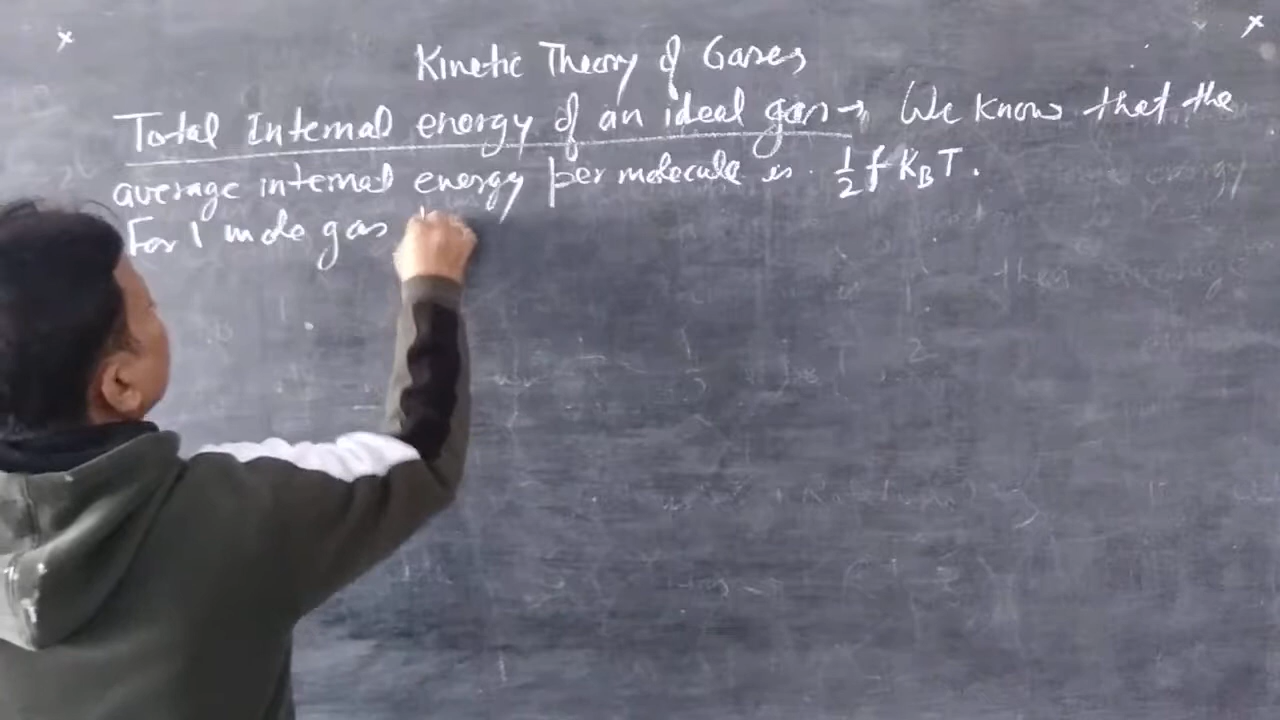 Kinetic Theory of Gases
Total Internal energy of an ideal gas → We know that the
average internal energy per molecule is ½ f K_B T.
For 1 mole gas